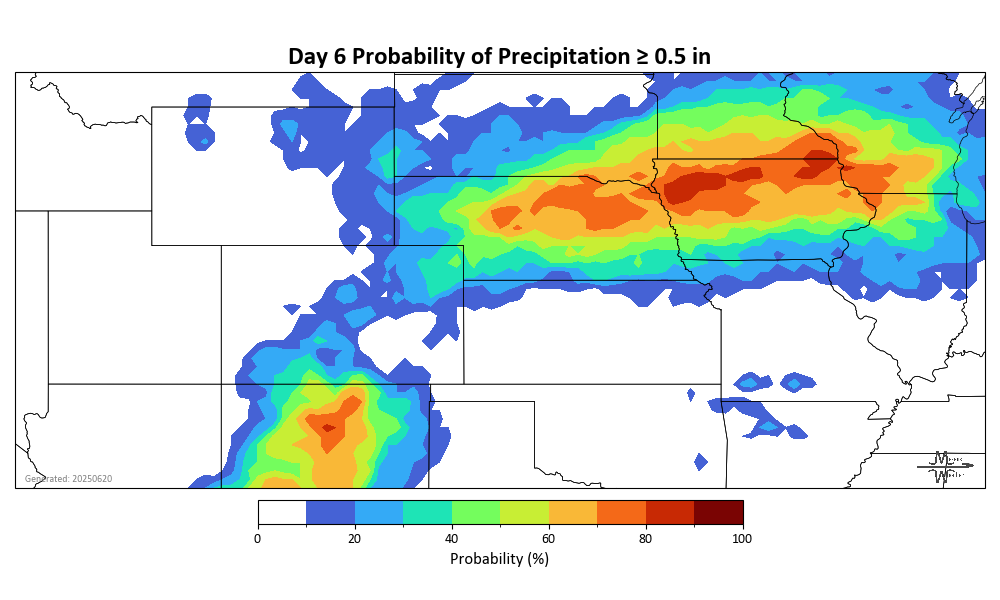 Day 6 Probability of Precipitation ≥ 0.5 in
Generated: 20250620
0 20 40 60 80 100
Probability (%)